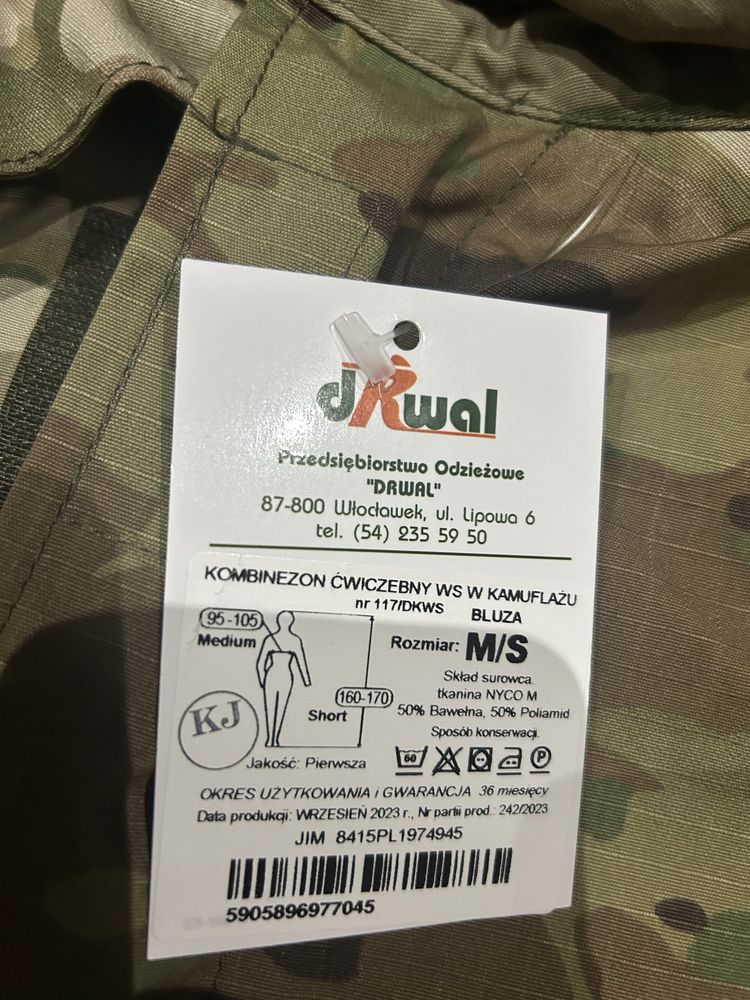 dRwal
Przedsiębiorstwo Odzieżowe
"DRWAL"
87-800 Włocławek, ul. Lipowa 6
tel. (54) 235 59 50
KOMBINEZON ĆWICZEBNY WS W KAMUFLAŻU
nr 117/DKWS BLUZA
95-105
Medium
Rozmiar: M/S
160-170
Short
Skład surowca.
tkanina NYCO M
50% Bawełna, 50% Poliamid
Sposób konserwacji:
KJ
60
P
Jakość: Pierwsza
OKRES UŻYTKOWANIA i GWARANCJA 36 miesięcy
Data produkcji: WRZESIEŃ 2023 r., Nr partii prod.: 242/2023
JIM 8415PL1974945
5905896977045